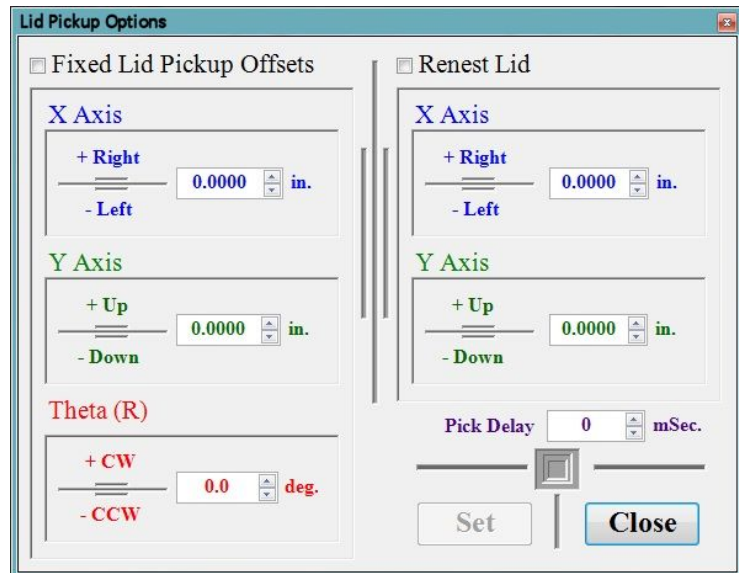 Lid Pickup Options
Fixed Lid Pickup Offsets
X Axis
+ Right
0.0000 in.
- Left
Y Axis
+ Up
0.0000 in.
- Down
Theta (R)
+ CW
0.0 deg.
- CCW
Renest Lid
X Axis
+ Right
0.0000 in.
- Left
Y Axis
+ Up
0.0000 in.
- Down
Pick Delay 0 mSec.
Set Close